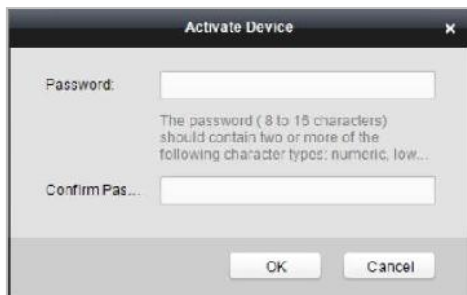 Activate Device ×
Password:
The password ( 8 to 16 characters)
should contain two or more of the
following character types: numeric, low...
Confirm Pas...
OK Cancel